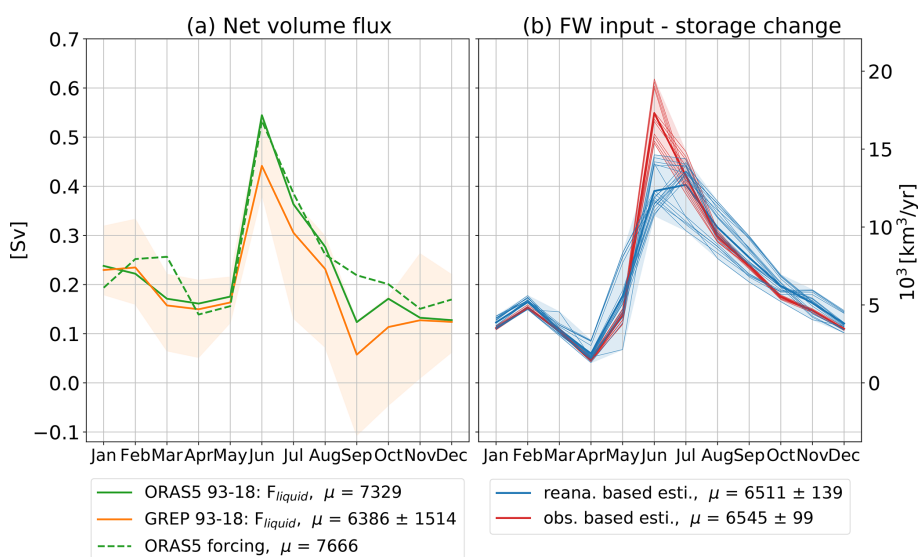 (a) Net volume flux
(b) FW input - storage change
0.7
0.6
0.5
0.4
0.3
0.2
0.1
0.0
−0.1
[Sv]
20
15
10
5
0
10³ [km³/yr]
Jan Feb Mar Apr May Jun Jul Aug Sep Oct Nov Dec
Jan Feb Mar Apr May Jun Jul Aug Sep Oct Nov Dec
ORAS5 93-18: F_liquid, μ = 7329
GREP 93-18: F_liquid, μ = 6386 ± 1514
ORAS5 forcing, μ = 7666
reana. based esti., μ = 6511 ± 139
obs. based esti., μ = 6545 ± 99